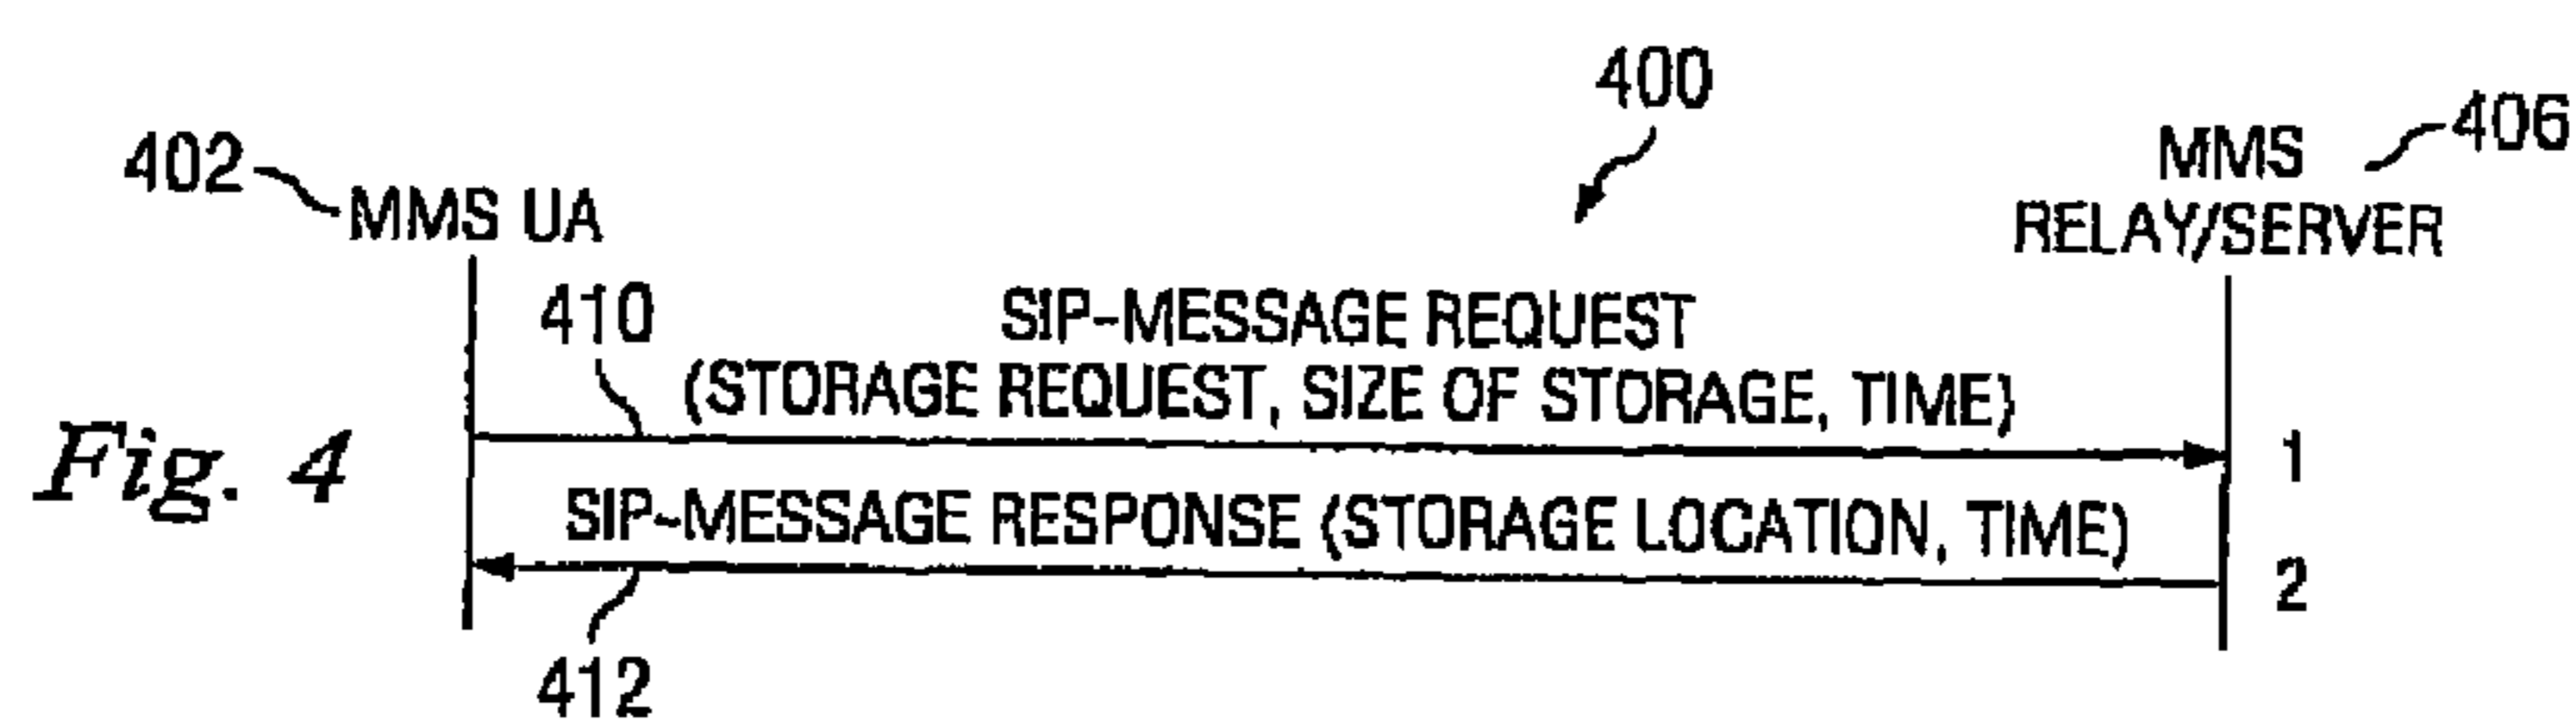 400
402
MMS UA
MMS
RELAY/SERVER
406
410
SIP-MESSAGE REQUEST
(STORAGE REQUEST, SIZE OF STORAGE, TIME)
1
Fig. 4
SIP-MESSAGE RESPONSE (STORAGE LOCATION, TIME)
2
412